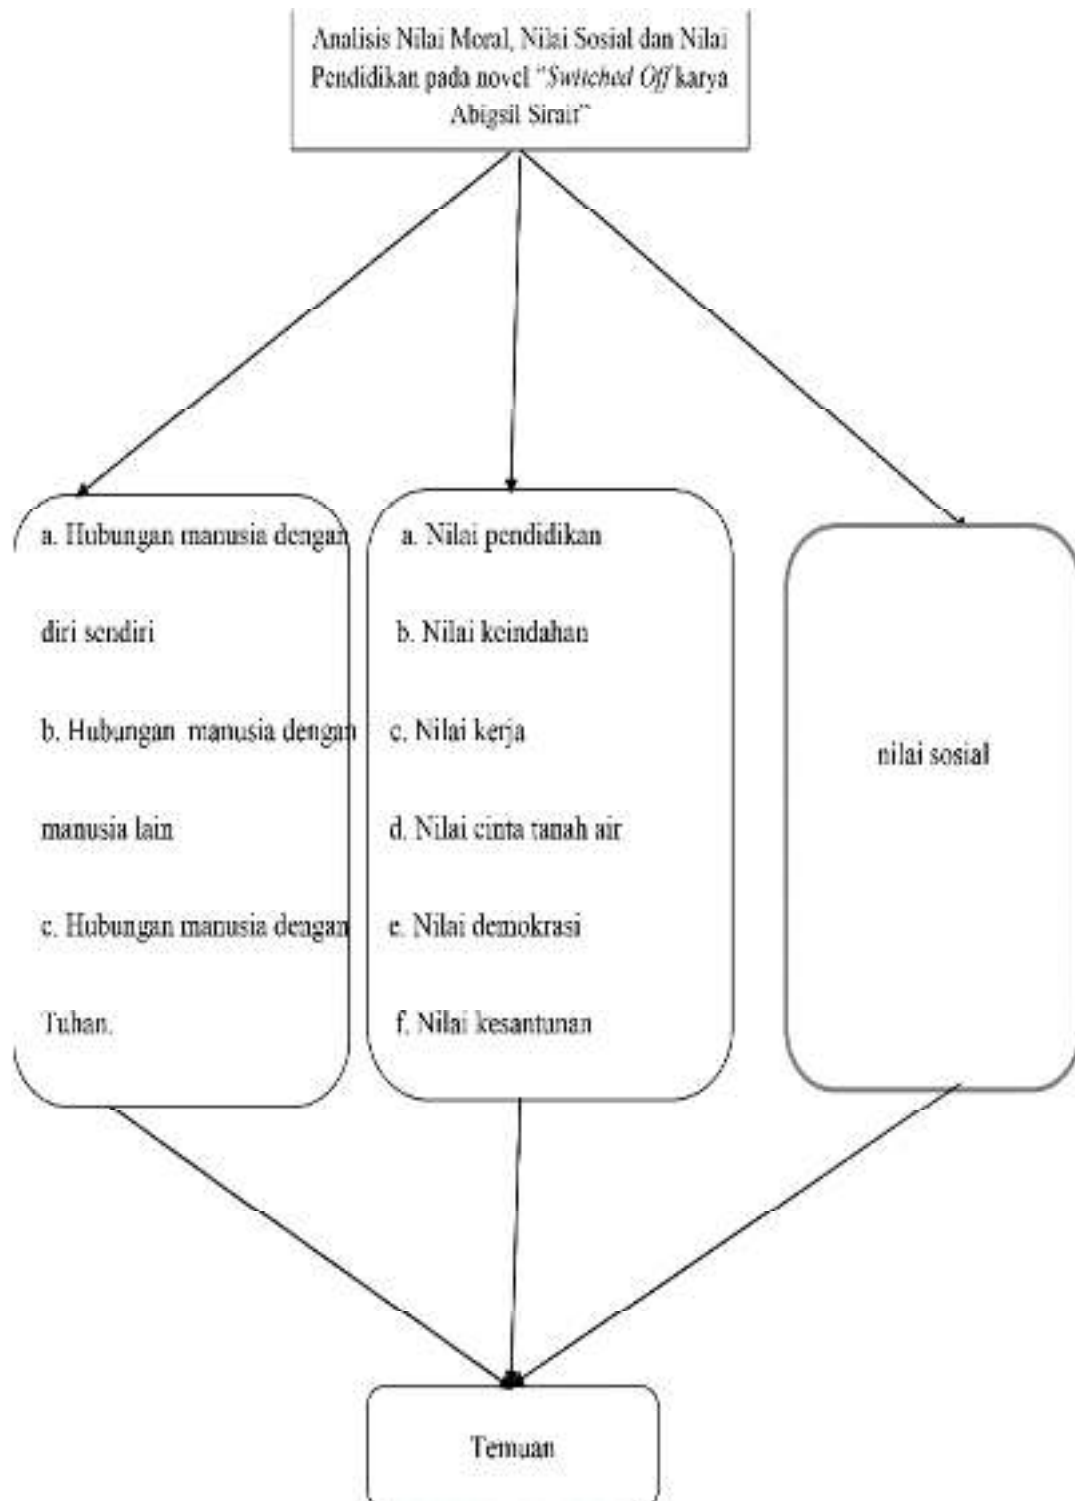 Analisis Nilai Moral, Nilai Sosial dan Nilai
Pendidikan pada novel "Switched Off karya
Abigsil Sirait"
a. Hubungan manusia dengan
diri sendiri
b. Hubungan manusia dengan
manusia lain
c. Hubungan manusia dengan
Tuhan.
a. Nilai pendidikan
b. Nilai keindahan
c. Nilai kerja
d. Nilai cinta tanah air
e. Nilai demokrasi
f. Nilai kesantunan
nilai sosial
Temuan